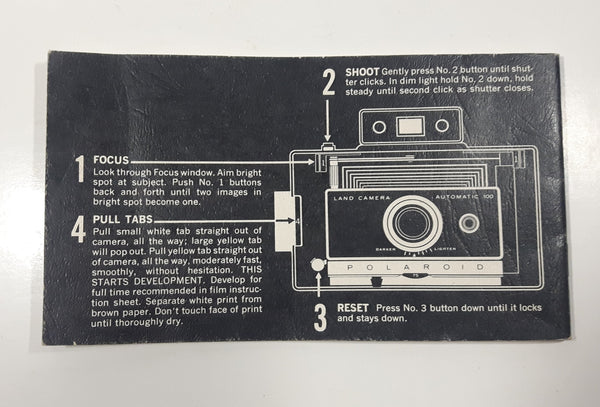 1
FOCUS
Look through Focus window. Aim bright
spot at subject. Push No. 1 buttons
back and forth until two images in
bright spot become one.
2
SHOOT Gently press No. 2 button until shut-
ter clicks. In dim light hold No. 2 down, hold
steady until second click as shutter closes.
LAND CAMERA
AUTOMATIC 100
DARKER
LIGHTEN
POLAROID
75
3
RESET Press No. 3 button down until it locks
and stays down.
4
PULL TABS
Pull small white tab straight out of
camera, all the way; large yellow tab
will pop out. Pull yellow tab straight out
of camera, all the way, moderately fast,
smoothly, without hesitation. THIS
STARTS DEVELOPMENT. Develop for
full time recommended in film instruc-
tion sheet. Separate white print from
brown paper. Don't touch face of print
until thoroughly dry.
4